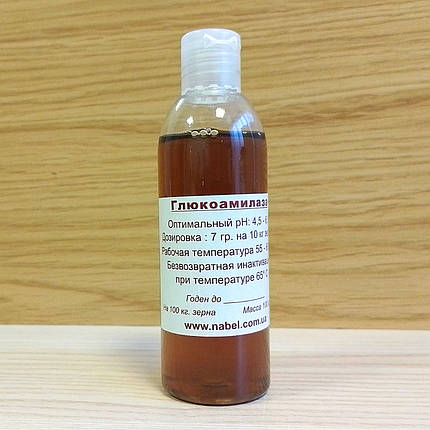 Глюкоамилаза
Оптимальный pH: 4,5 -
Дозировка : 7 гр. на 10 кг
Рабочая температура 55 -
Безвозвратная
при температуре 65°
Годен до
на 100 кг. зерна Масса
www.nabel.com.ua